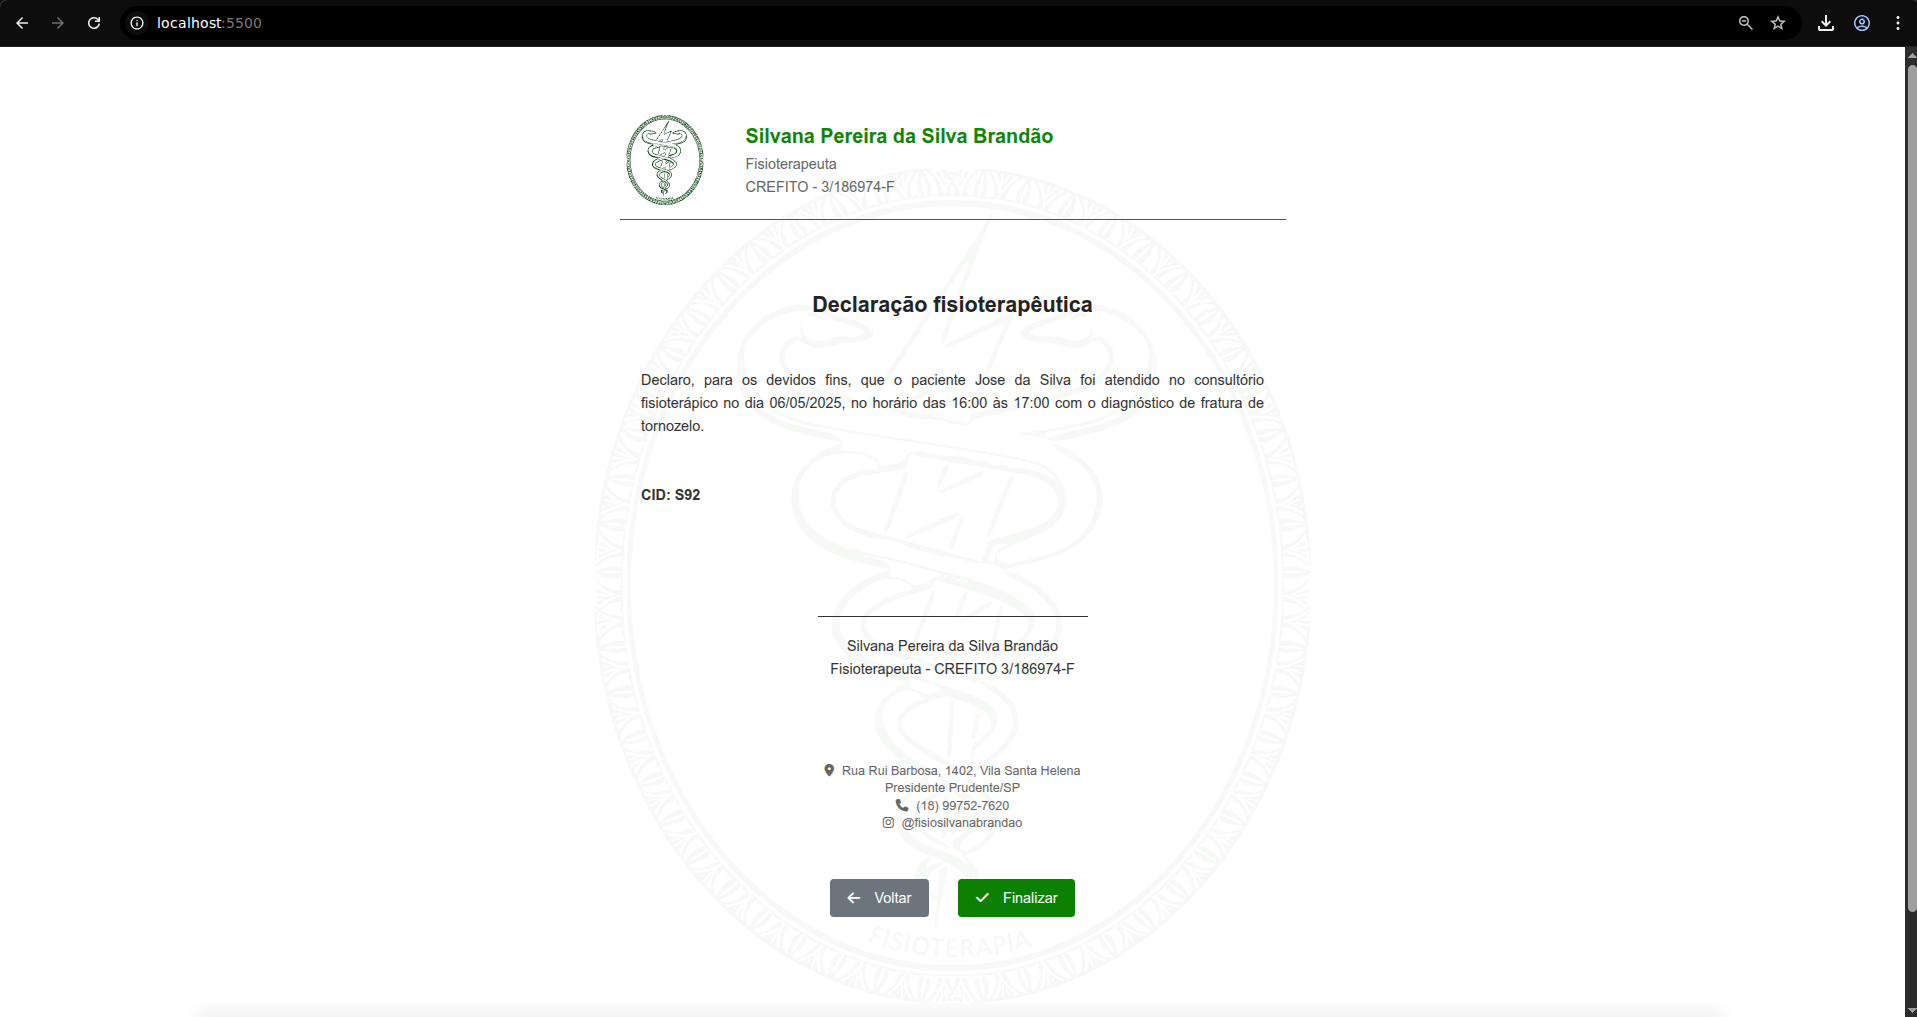 localhost:5500
Silvana Pereira da Silva Brandão
Fisioterapeuta
CREFITO - 3/186974-F
Declaração fisioterapêutica
Declaro, para os devidos fins, que o paciente Jose da Silva foi atendido no consultório
fisioterápico no dia 06/05/2025, no horário das 16:00 às 17:00 com o diagnóstico de fratura de
tornozelo.
CID: S92
Silvana Pereira da Silva Brandão
Fisioterapeuta - CREFITO 3/186974-F
Rua Rui Barbosa, 1402, Vila Santa Helena
Presidente Prudente/SP
(18) 99752-7620
@fisiosilvanabrandao
Voltar
Finalizar
FISIOTERAPIA